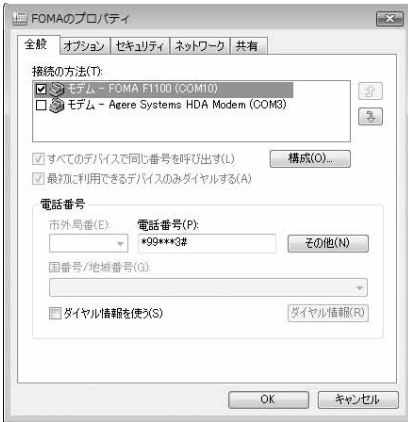 FOMAのプロパティ
全般 オプション セキュリティ ネットワーク 共有
接続の方法(T):
モデム - FOMA F1100 (COM10)
モデム - Agere Systems HDA Modem (COM3)
すべてのデバイスで同じ番号を呼び出す(L) 構成(O)...
最初に利用できるデバイスのみダイヤルする(A)
電話番号
市外局番(E): 電話番号(P):
*99***3# その他(N)
国番号/地域番号(G):
ダイヤル情報を使う(S) ダイヤル情報(R)
OK キャンセル